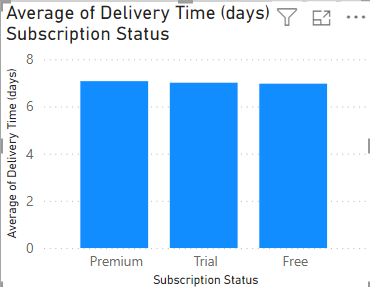 Average of Delivery Time (days)
Subscription Status
8
6
4
2
0
Average of Delivery Time (days)
Premium Trial Free
Subscription Status